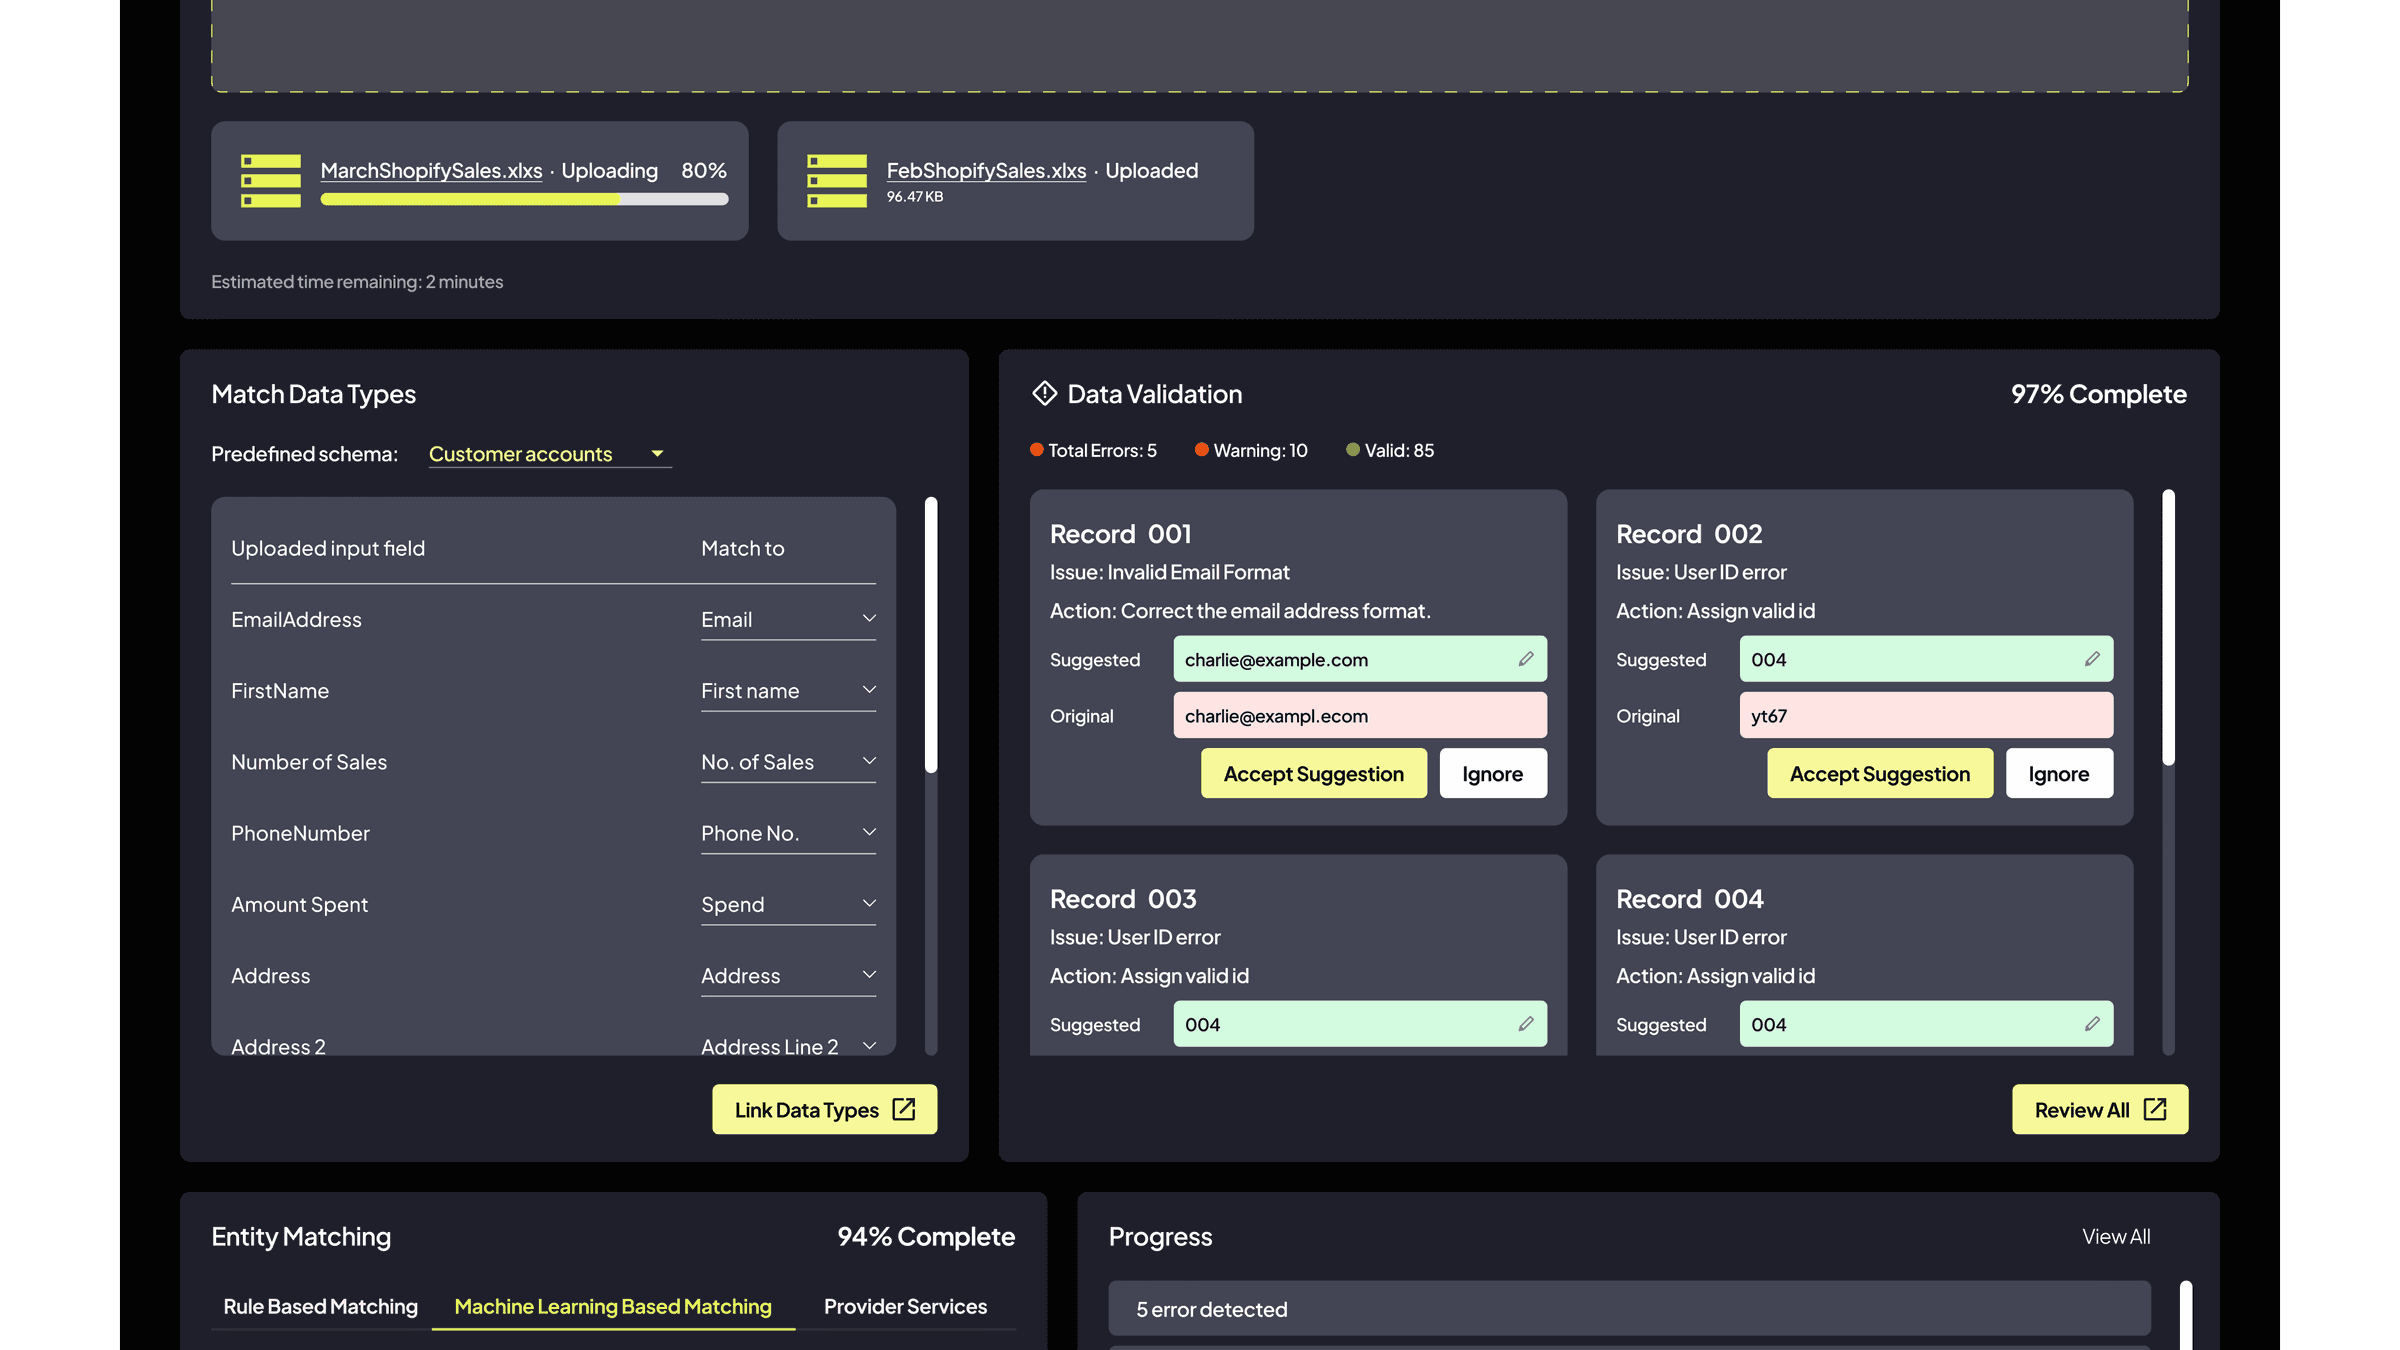 MarchShopifySales.xlxs · Uploading 80%
FebShopifySales.xlxs · Uploaded
96.47 KB
Estimated time remaining: 2 minutes
Match Data Types
Predefined schema: Customer accounts
Uploaded input field Match to
EmailAddress Email
FirstName First name
Number of Sales No. of Sales
PhoneNumber Phone No.
Amount Spent Spend
Address Address
Address 2 Address Line 2
Link Data Types
Data Validation 97% Complete
Total Errors: 5 Warning: 10 Valid: 85
Record 001
Issue: Invalid Email Format
Action: Correct the email address format.
Suggested charlie@example.com
Original charlie@exampl.ecom
Accept Suggestion Ignore
Record 002
Issue: User ID error
Action: Assign valid id
Suggested 004
Original yt67
Accept Suggestion Ignore
Record 003
Issue: User ID error
Action: Assign valid id
Suggested 004
Record 004
Issue: User ID error
Action: Assign valid id
Suggested 004
Review All
Entity Matching 94% Complete
Rule Based Matching Machine Learning Based Matching Provider Services
Progress View All
5 error detected